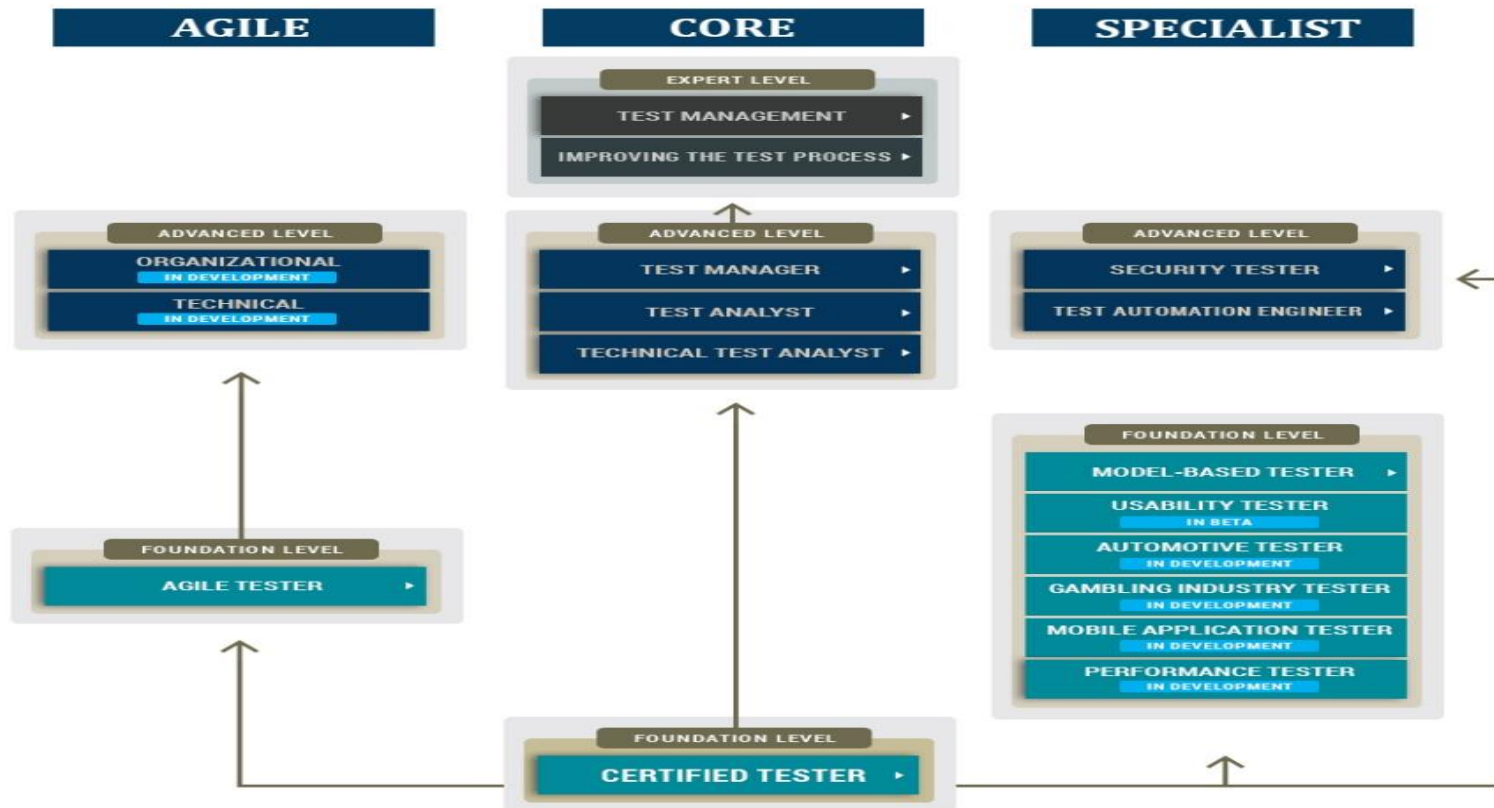 AGILE
CORE
SPECIALIST
EXPERT LEVEL
TEST MANAGEMENT
IMPROVING THE TEST PROCESS
ADVANCED LEVEL
ORGANIZATIONAL
IN DEVELOPMENT
TECHNICAL
IN DEVELOPMENT
ADVANCED LEVEL
TEST MANAGER
TEST ANALYST
TECHNICAL TEST ANALYST
ADVANCED LEVEL
SECURITY TESTER
TEST AUTOMATION ENGINEER
FOUNDATION LEVEL
AGILE TESTER
FOUNDATION LEVEL
MODEL-BASED TESTER
USABILITY TESTER
IN BETA
AUTOMOTIVE TESTER
IN DEVELOPMENT
GAMBLING INDUSTRY TESTER
IN DEVELOPMENT
MOBILE APPLICATION TESTER
IN DEVELOPMENT
PERFORMANCE TESTER
IN DEVELOPMENT
FOUNDATION LEVEL
CERTIFIED TESTER